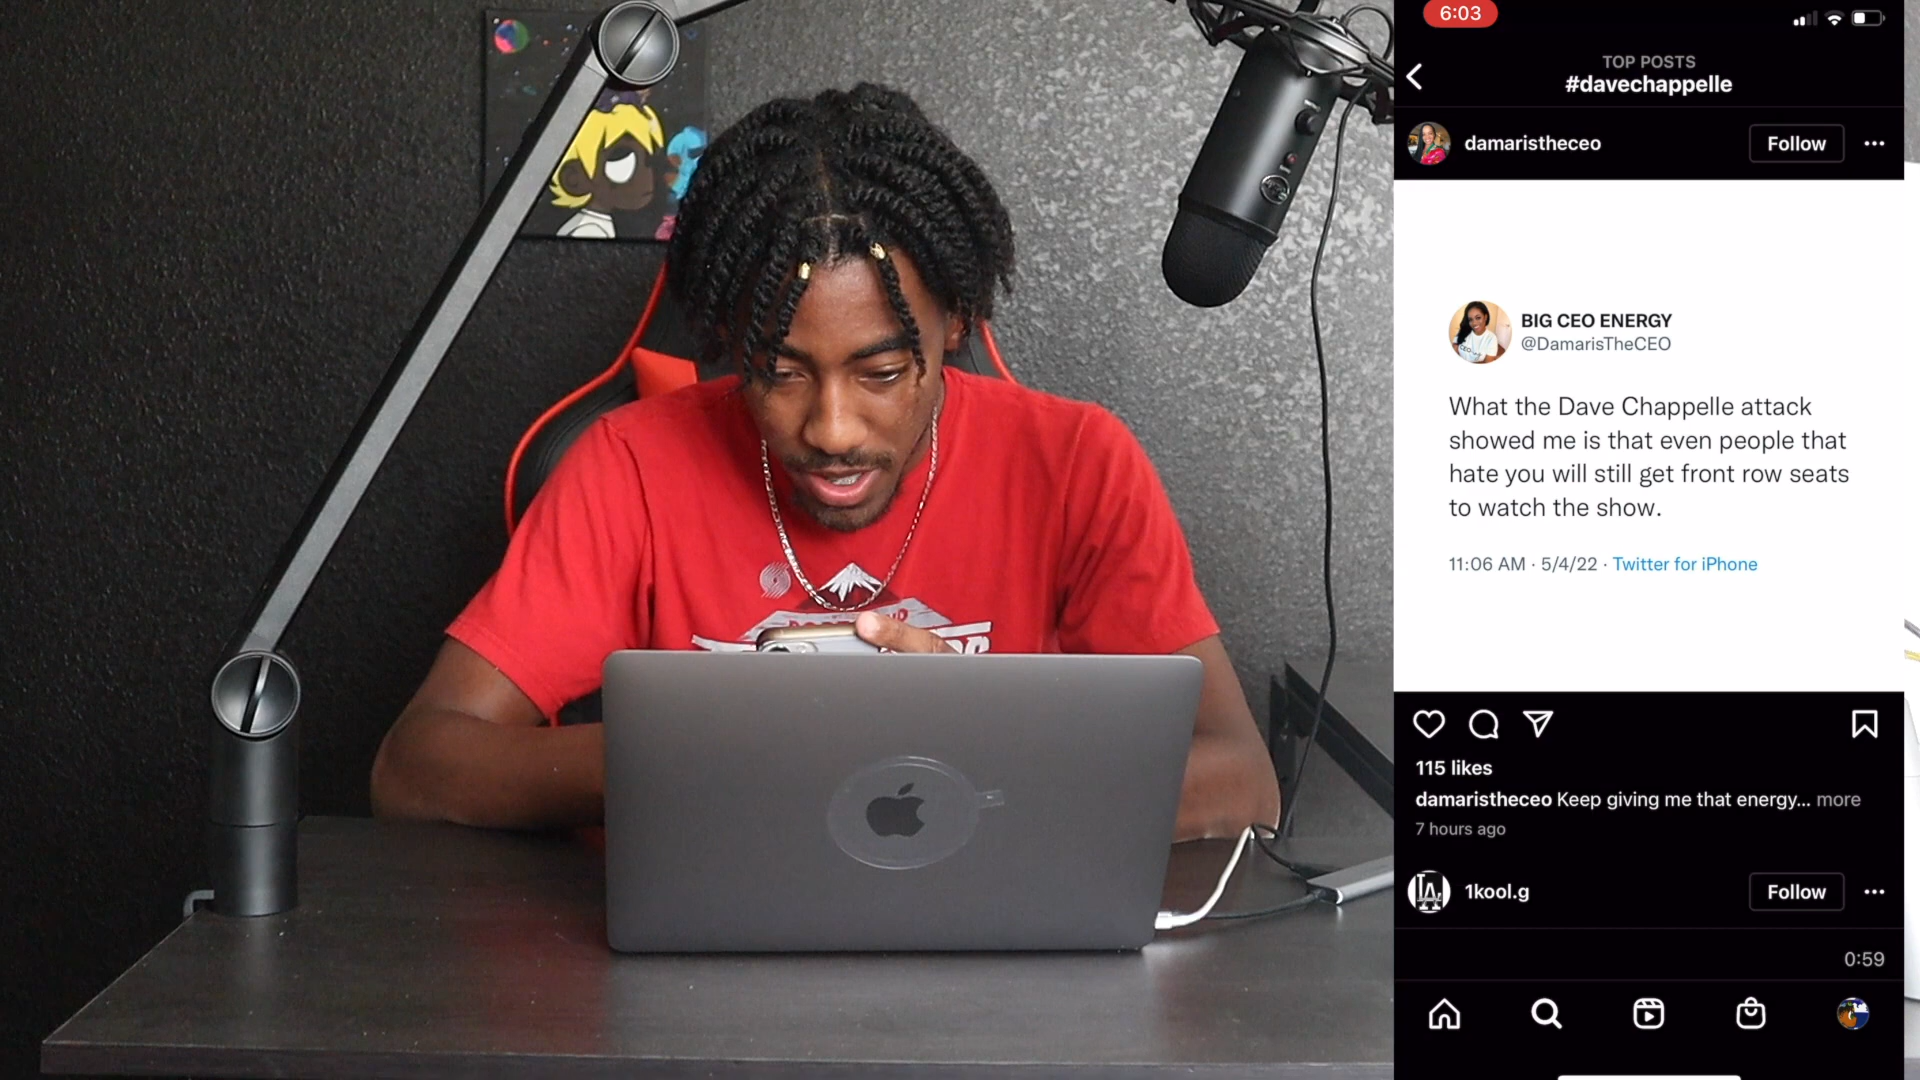 6:03
TOP POSTS
#davechappelle
damaristheceo
Follow
BIG CEO ENERGY
@DamarisTheCEO
What the Dave Chappelle attack
showed me is that even people that
hate you will still get front row seats
to watch the show.
11:06 AM · 5/4/22 · Twitter for iPhone
115 likes
damaristheceo Keep giving me that energy... more
7 hours ago
LA
1kool.g
Follow
0:59